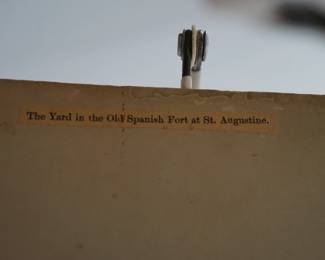 The Yard in the Old Spanish Fort at St. Augustine.